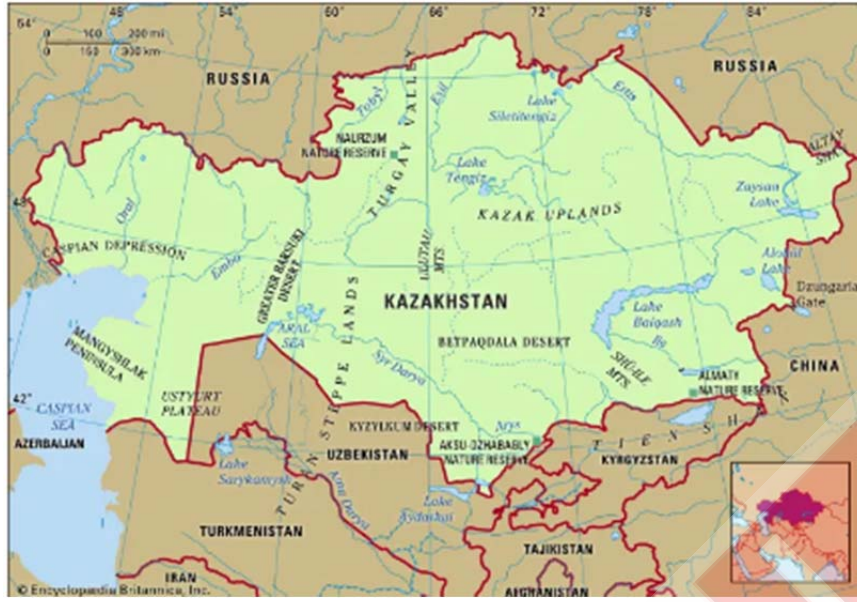 54°
48°
60°
66°
72°
78°
84°
54°
0 100 200 mi
0 150 300 km
RUSSIA
RUSSIA
Tobyl
Esil
Lake
Siletitengiz
Ertis
NAURZUM
NATURE RESERVE
TURGAY VALLEY
Lake
Tengiz
ALTAY
Zaysan
Lake
48°
Oral
KAZAK UPLANDS
CASPIAN DEPRESSION
Emba
GREATER BARSUKI
DESERT
ULUTAU
MTS.
Alakol
Lake
Dzungaria
Gate
KAZAKHSTAN
ARAL
SEA
Lake
Balqash
BETPAQDALA DESERT
Syr Darya
MANGYSHLAK
PENINSULA
SHU-ILE
MTS.
CHINA
ALMATY
NATURE RESERVE
42°
USTYURT
PLATEAU
CASPIAN
SEA
AZERBAIJAN
TURAN STEPPE LANDS
KYZYLKUM DESERT
Arys
AKSU-DZHABAGLY
NATURE RESERVE
UZBEKISTAN
TIEN SHAN
KYRGYZSTAN
Lake
Sarykamysh
Amu Darya
Lake
Aydarkul
TURKMENISTAN
TAJIKISTAN
IRAN
AFGHANISTAN
© Encyclopædia Britannica, Inc.